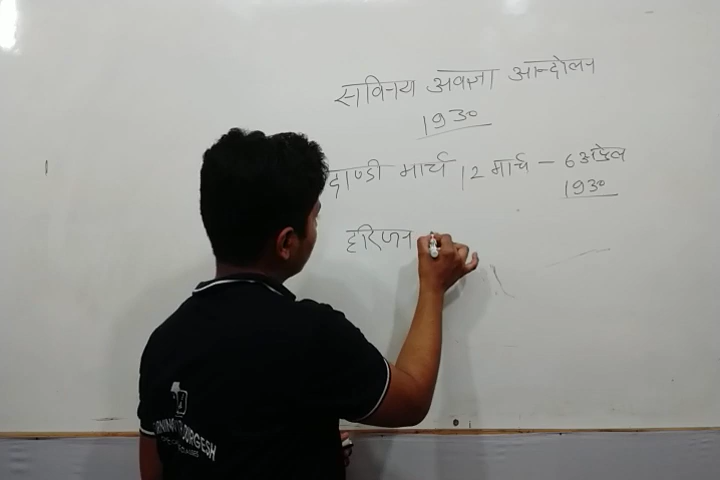 सविनय अवज्ञा आन्दोलन
1930
दाण्डी मार्च 12 मार्च - 6 अप्रैल
1930
हरिजन